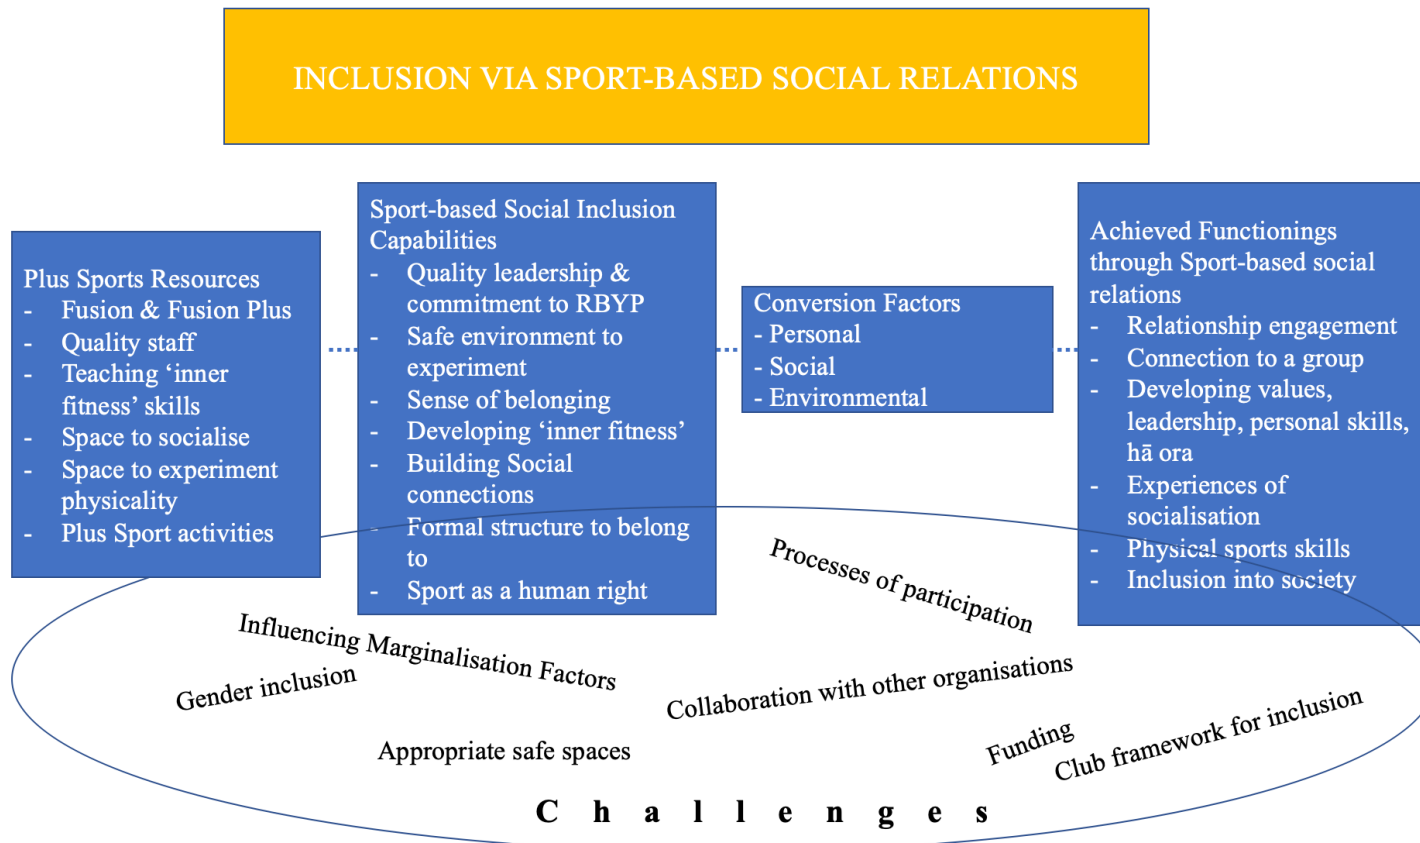 INCLUSION VIA SPORT-BASED SOCIAL RELATIONS
Plus Sports Resources
- Fusion & Fusion Plus
- Quality staff
- Teaching ‘inner
fitness’ skills
- Space to socialise
- Space to experiment
physicality
- Plus Sport activities
Sport-based Social Inclusion
Capabilities
- Quality leadership &
commitment to RBYP
- Safe environment to
experiment
- Sense of belonging
- Developing ‘inner fitness’
- Building Social
connections
- Formal structure to belong
to
- Sport as a human right
Conversion Factors
- Personal
- Social
- Environmental
Achieved Functionings
through Sport-based social
relations
- Relationship engagement
- Connection to a group
- Developing values,
leadership, personal skills,
hā ora
- Experiences of
socialisation
- Physical sports skills
- Inclusion into society
Processes of participation
Influencing Marginalisation Factors
Gender inclusion
Collaboration with other organisations
Appropriate safe spaces
Funding
Club framework for inclusion
C h a l l e n g e s